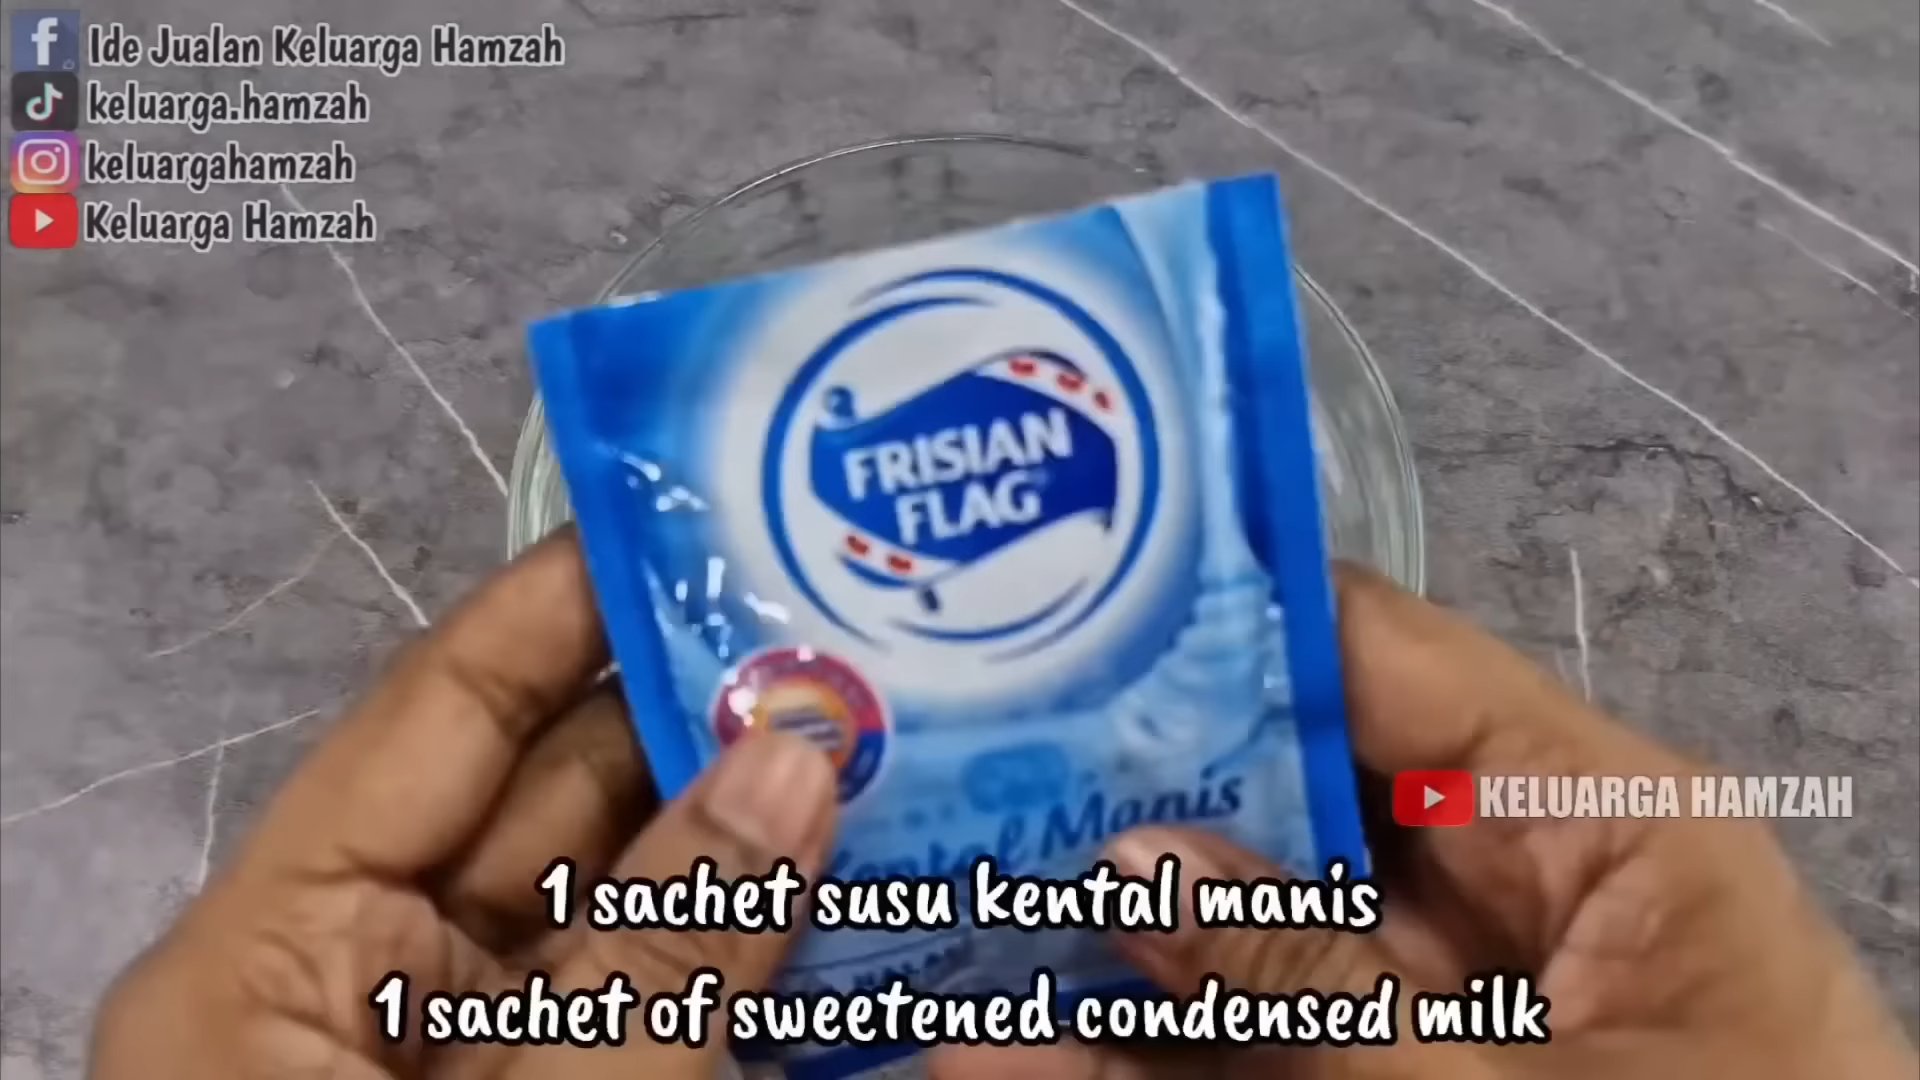 Ide Jualan Keluarga Hamzah
keluarga.hamzah
keluargahamzah
Keluarga Hamzah
FRISIAN
FLAG
Kental Manis
KELUARGA HAMZAH
1 sachet susu kental manis
1 sachet of sweetened condensed milk